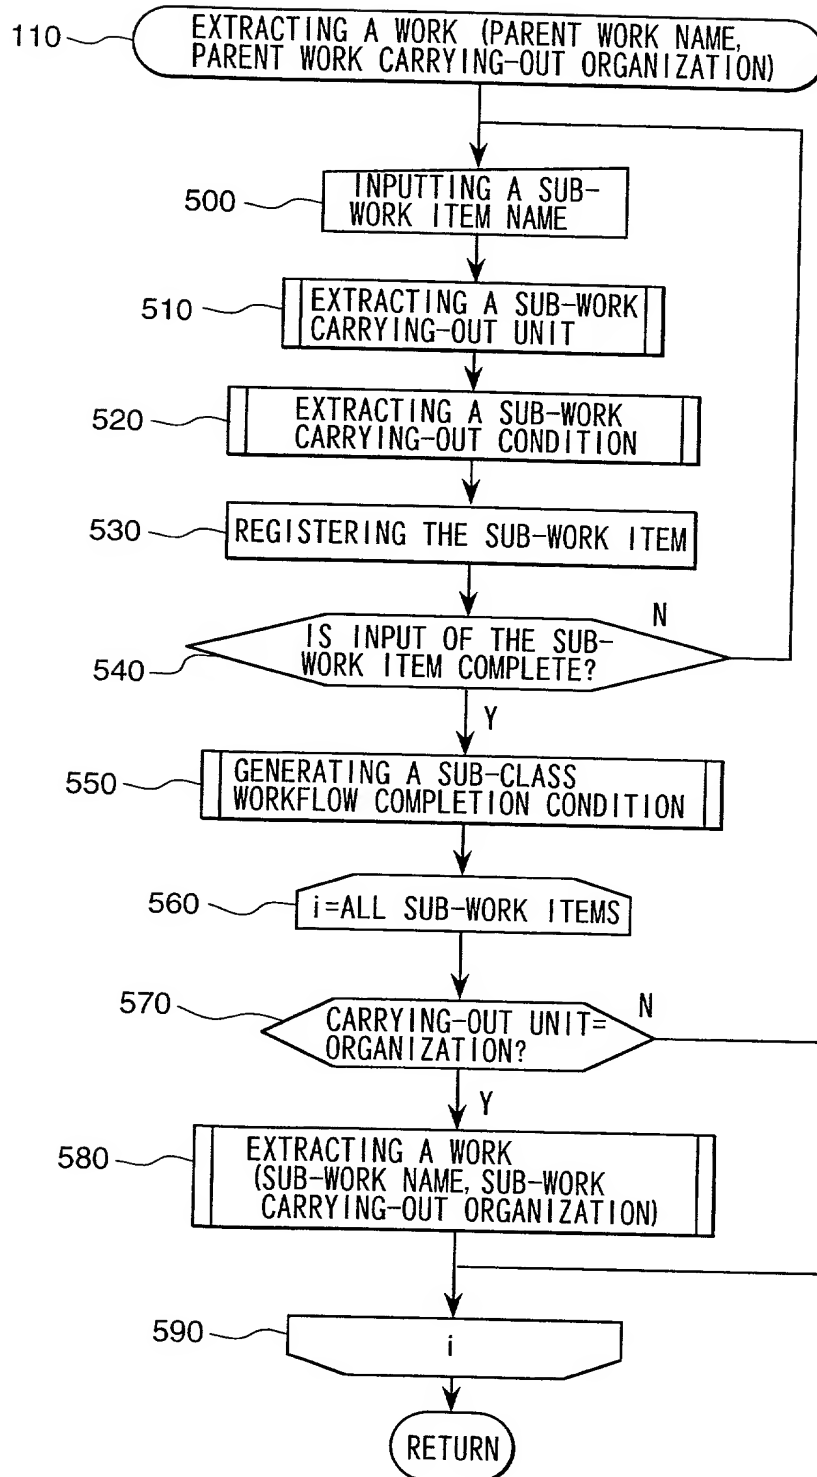 110
EXTRACTING A WORK (PARENT WORK NAME,
PARENT WORK CARRYING-OUT ORGANIZATION)
500
INPUTTING A SUB-
WORK ITEM NAME
510
EXTRACTING A SUB-WORK
CARRYING-OUT UNIT
520
EXTRACTING A SUB-WORK
CARRYING-OUT CONDITION
530
REGISTERING THE SUB-WORK ITEM
540
IS INPUT OF THE SUB-
WORK ITEM COMPLETE?
N
Y
550
GENERATING A SUB-CLASS
WORKFLOW COMPLETION CONDITION
560
i=ALL SUB-WORK ITEMS
570
CARRYING-OUT UNIT=
ORGANIZATION?
N
Y
580
EXTRACTING A WORK
(SUB-WORK NAME, SUB-WORK
CARRYING-OUT ORGANIZATION)
590
i
RETURN